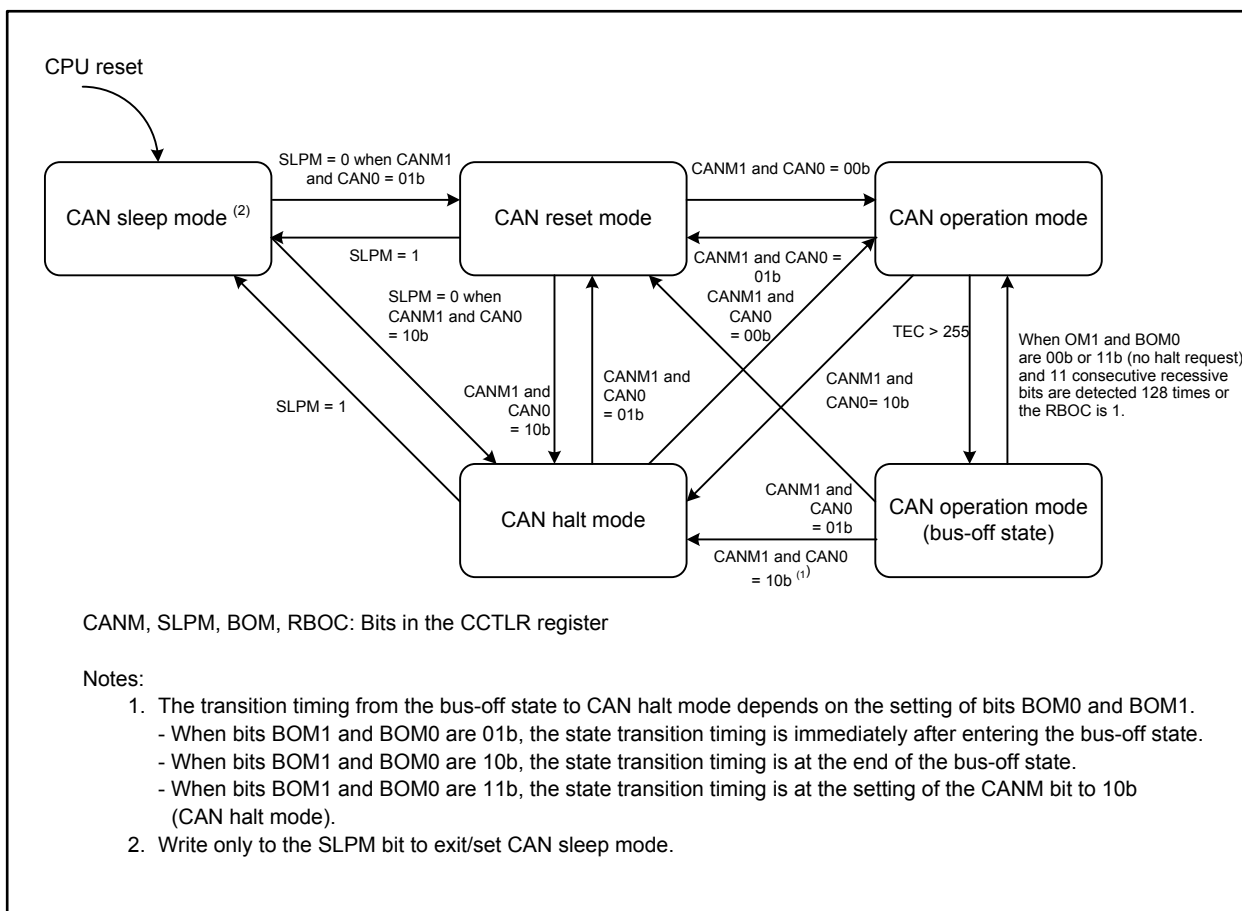 CPU reset
SLPM = 0 when CANM1
and CAN0 = 01b
CANM1 and CAN0 = 00b
CAN sleep mode (2)
CAN reset mode
CAN operation mode
SLPM = 1
CANM1 and CAN0 =
01b
SLPM = 0 when
CANM1 and CAN0
= 10b
CANM1 and
CAN0
= 00b
TEC > 255
When OM1 and BOM0
are 00b or 11b (no halt request)
and 11 consecutive recessive
bits are detected 128 times or
the RBOC is 1.
SLPM = 1
CANM1 and
CAN0
= 10b
CANM1 and
CAN0
= 01b
CANM1 and
CAN0= 10b
CAN halt mode
CANM1 and
CAN0
= 01b
CAN operation mode
(bus-off state)
CANM1 and CAN0
= 10b (1)
CANM, SLPM, BOM, RBOC: Bits in the CCTLR register
Notes:
1. The transition timing from the bus-off state to CAN halt mode depends on the setting of bits BOM0 and BOM1.
- When bits BOM1 and BOM0 are 01b, the state transition timing is immediately after entering the bus-off state.
- When bits BOM1 and BOM0 are 10b, the state transition timing is at the end of the bus-off state.
- When bits BOM1 and BOM0 are 11b, the state transition timing is at the setting of the CANM bit to 10b
(CAN halt mode).
2. Write only to the SLPM bit to exit/set CAN sleep mode.